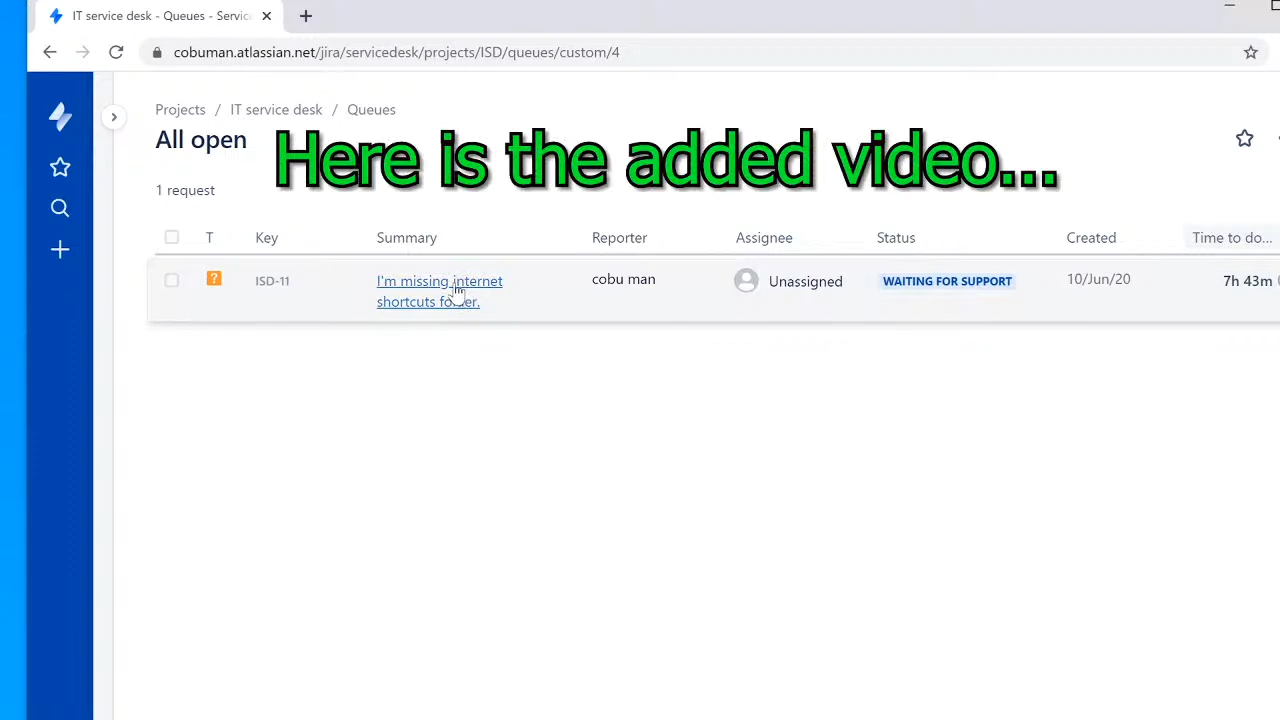 IT service desk - Queues - Servic
cobuman.atlassian.net/jira/servicedesk/projects/ISD/queues/custom/4
Projects / IT service desk / Queues
All open
Here is the added video...
1 request
T Key Summary Reporter Assignee Status Created Time to do...
? ISD-11 I'm missing internet cobu man Unassigned WAITING FOR SUPPORT 10/Jun/20 7h 43m
shortcuts folder.